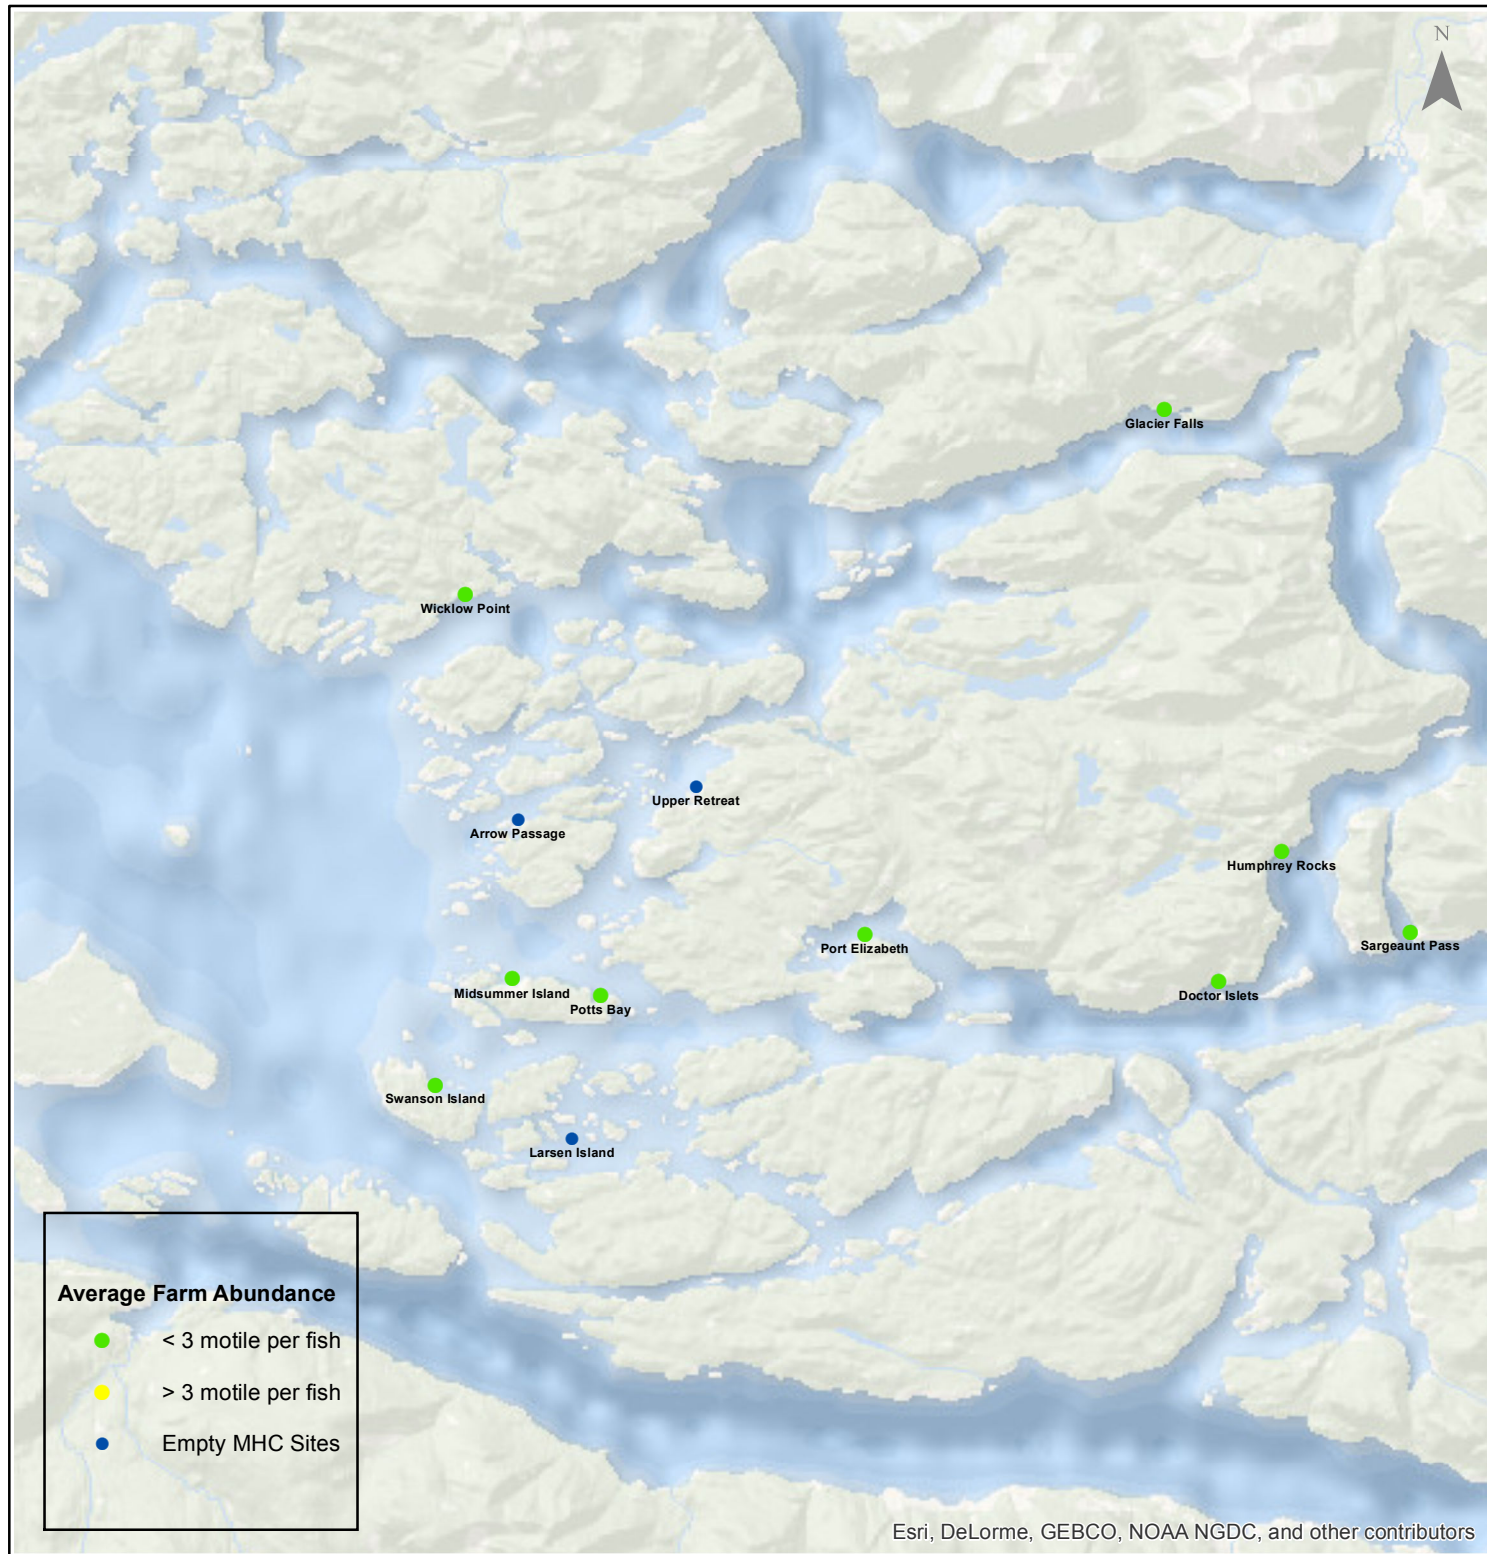 N
Glacier Falls
Wicklow Point
Upper Retreat
Arrow Passage
Humphrey Rocks
Port Elizabeth
Sargeaunt Pass
Midsummer Island
Doctor Islets
Potts Bay
Swanson Island
Larsen Island
Average Farm Abundance
< 3 motile per fish
> 3 motile per fish
Empty MHC Sites
Esri, DeLorme, GEBCO, NOAA NGDC, and other contributors